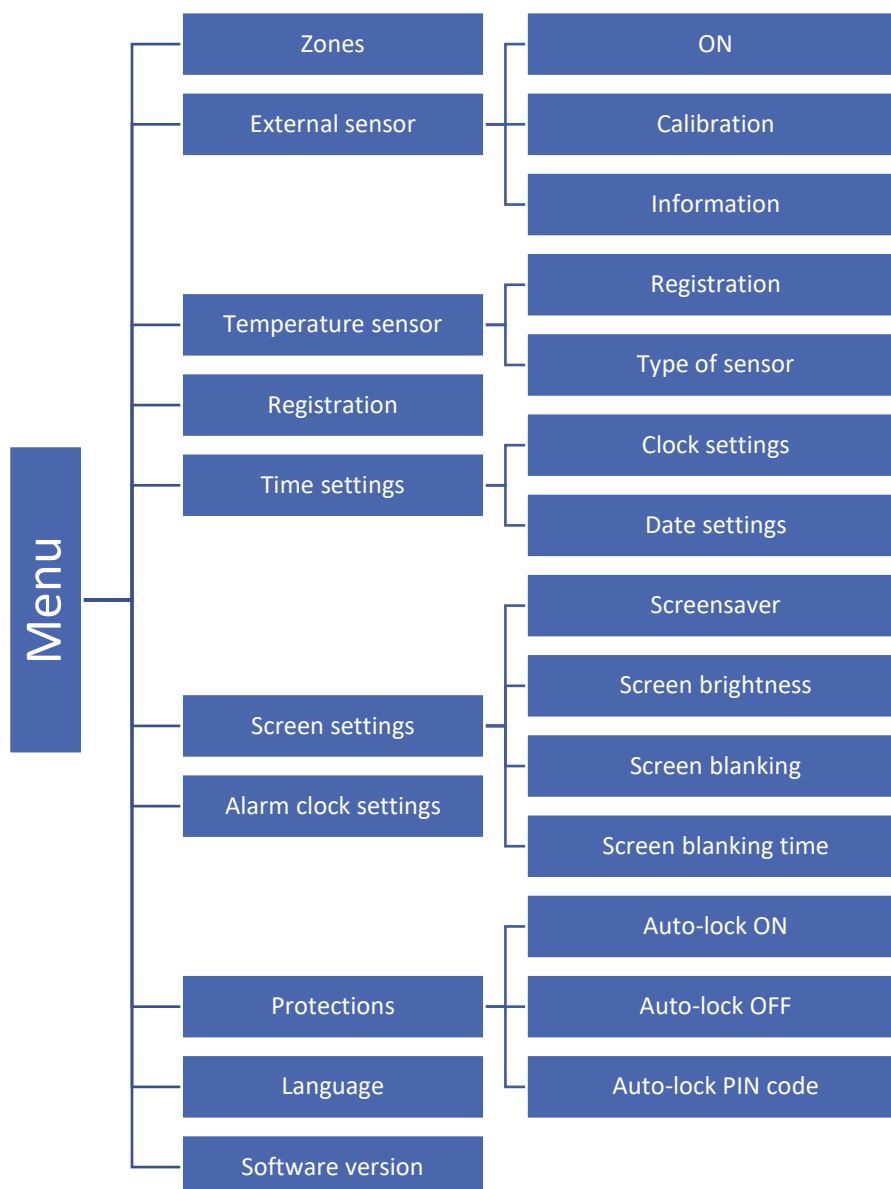 Menu
Zones
External sensor
ON
Calibration
Information
Temperature sensor
Registration
Type of sensor
Registration
Time settings
Clock settings
Date settings
Screen settings
Screensaver
Screen brightness
Screen blanking
Screen blanking time
Alarm clock settings
Protections
Auto-lock ON
Auto-lock OFF
Auto-lock PIN code
Language
Software version